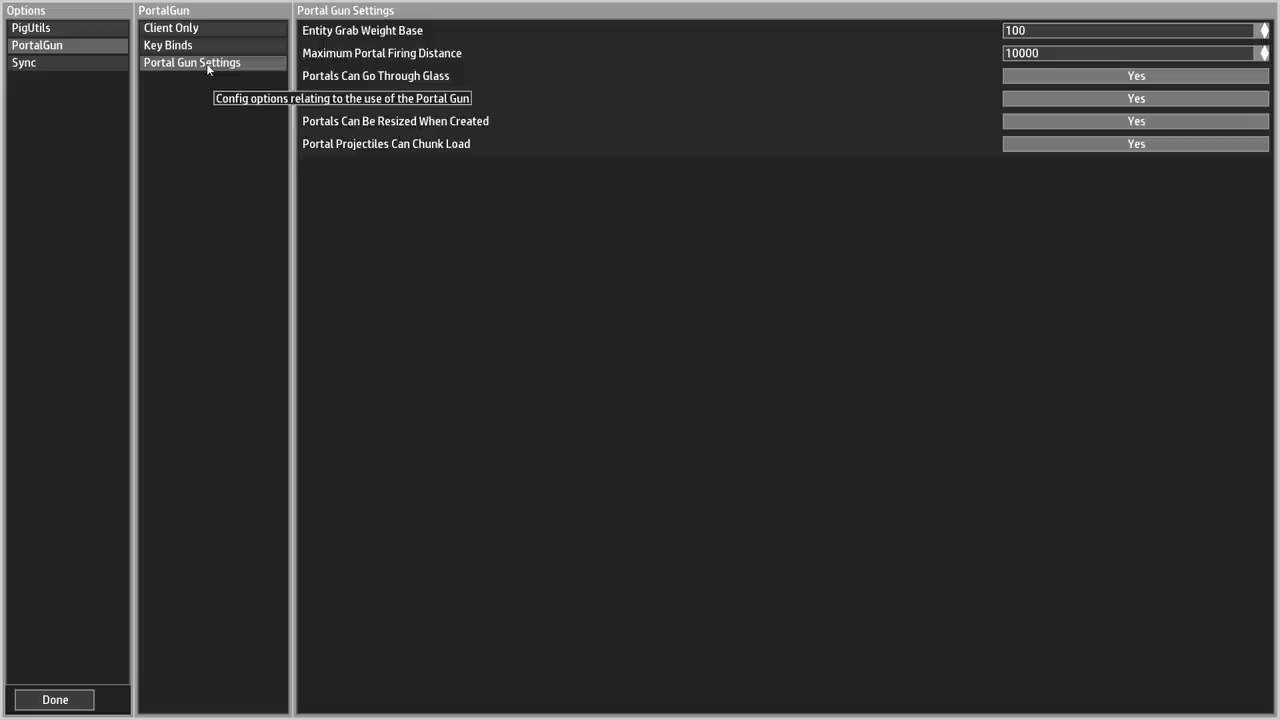 Options
PigUtils
PortalGun
Sync
Done
PortalGun
Client Only
Key Binds
Portal Gun Settings
Config options relating to the use of the Portal Gun
Portal Gun Settings
Entity Grab Weight Base
100
Maximum Portal Firing Distance
10000
Portals Can Go Through Glass
Yes
Yes
Portals Can Be Resized When Created
Yes
Portal Projectiles Can Chunk Load
Yes